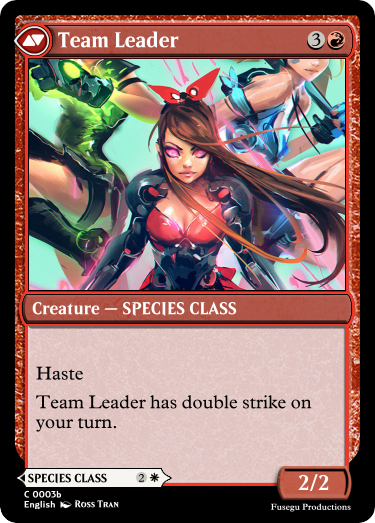 Team Leader 3
Creature — SPECIES CLASS
Haste
Team Leader has double strike on
your turn.
SPECIES CLASS 2
2/2
C 0003b
English Ross Tran
Fusegu Productions